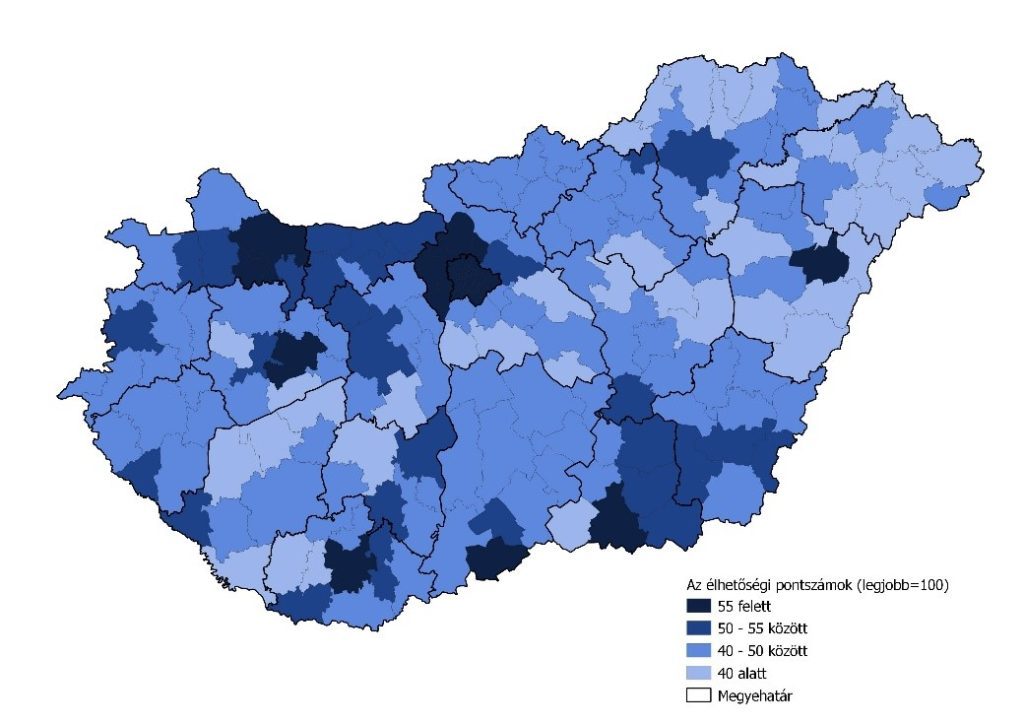 Az élhetőségi pontszámok (legjobb=100)
55 felett
50 - 55 között
40 - 50 között
40 alatt
Megyehatár